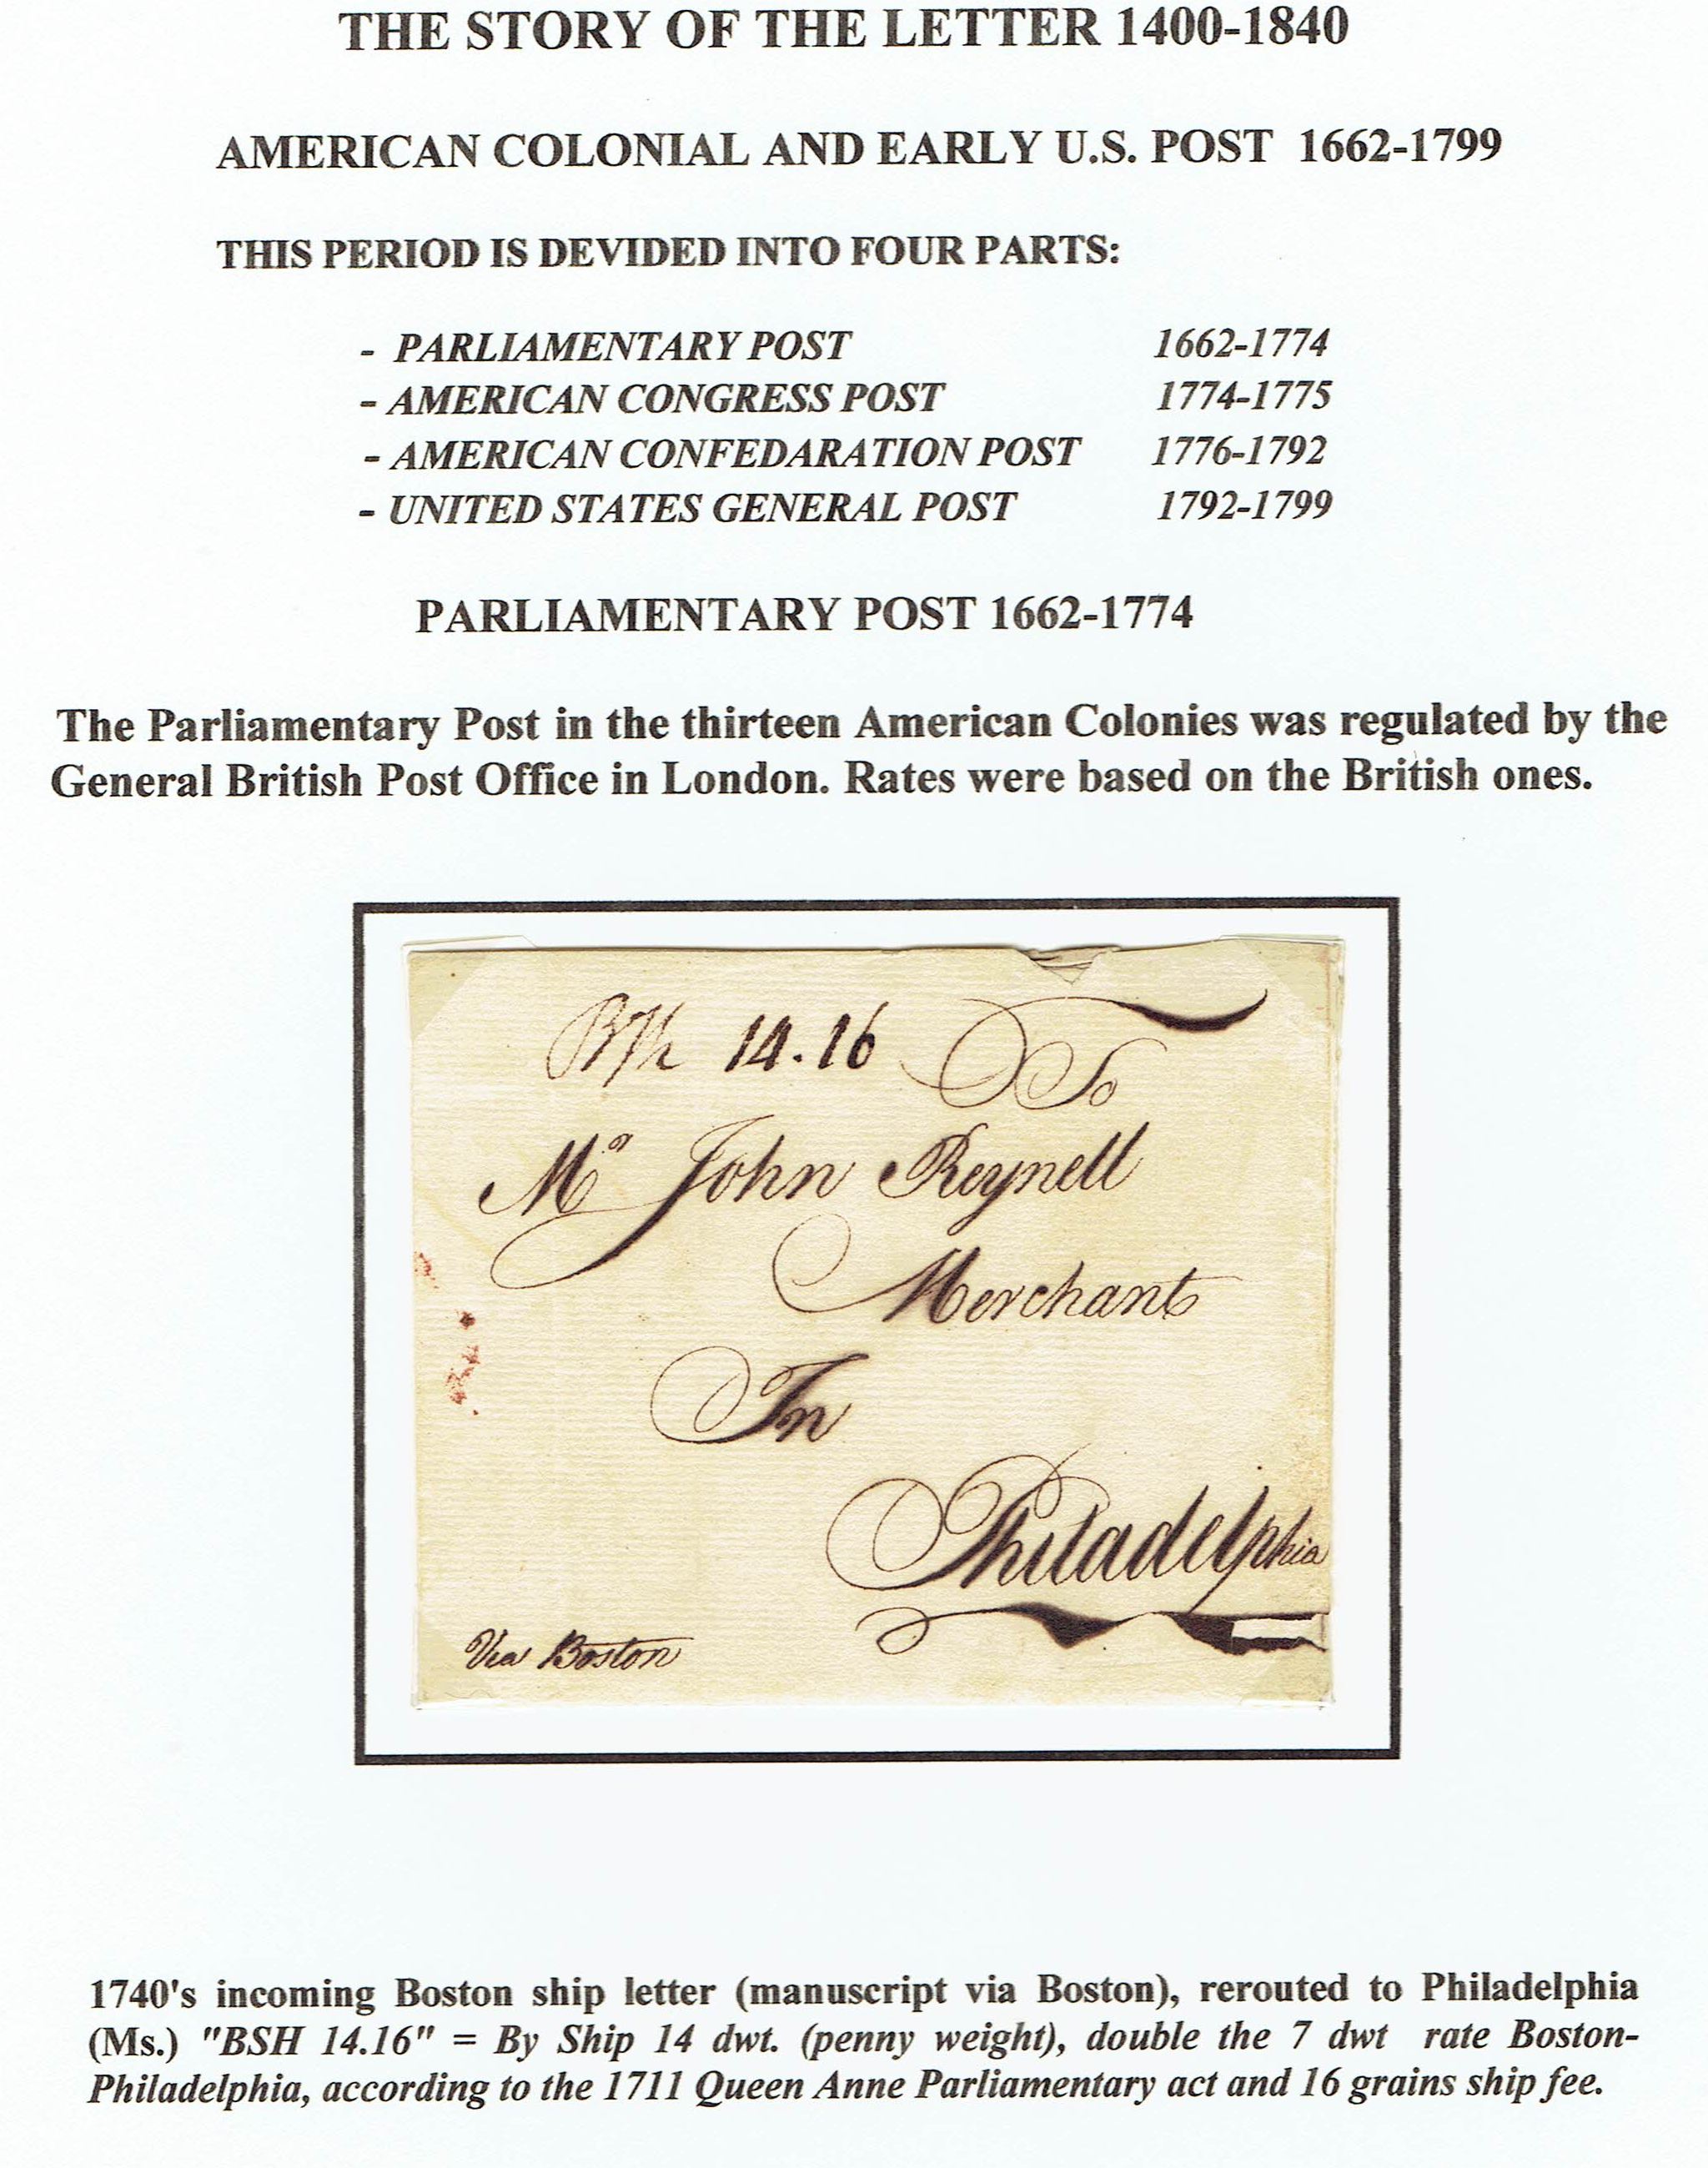 THE STORY OF THE LETTER 1400-1840
AMERICAN COLONIAL AND EARLY U.S. POST 1662-1799
THIS PERIOD IS DEVIDED INTO FOUR PARTS:
- PARLIAMENTARY POST 1662-1774
- AMERICAN CONGRESS POST 1774-1775
- AMERICAN CONFEDARATION POST 1776-1792
- UNITED STATES GENERAL POST 1792-1799
PARLIAMENTARY POST 1662-1774
The Parliamentary Post in the thirteen American Colonies was regulated by the
General British Post Office in London. Rates were based on the British ones.
BSh 14.16 To
Mr John Reynell
Merchant
In
Philadelphia
Via Boston
1740's incoming Boston ship letter (manuscript via Boston), rerouted to Philadelphia
(Ms.) "BSH 14.16" = By Ship 14 dwt. (penny weight), double the 7 dwt rate Boston-
Philadelphia, according to the 1711 Queen Anne Parliamentary act and 16 grains ship fee.